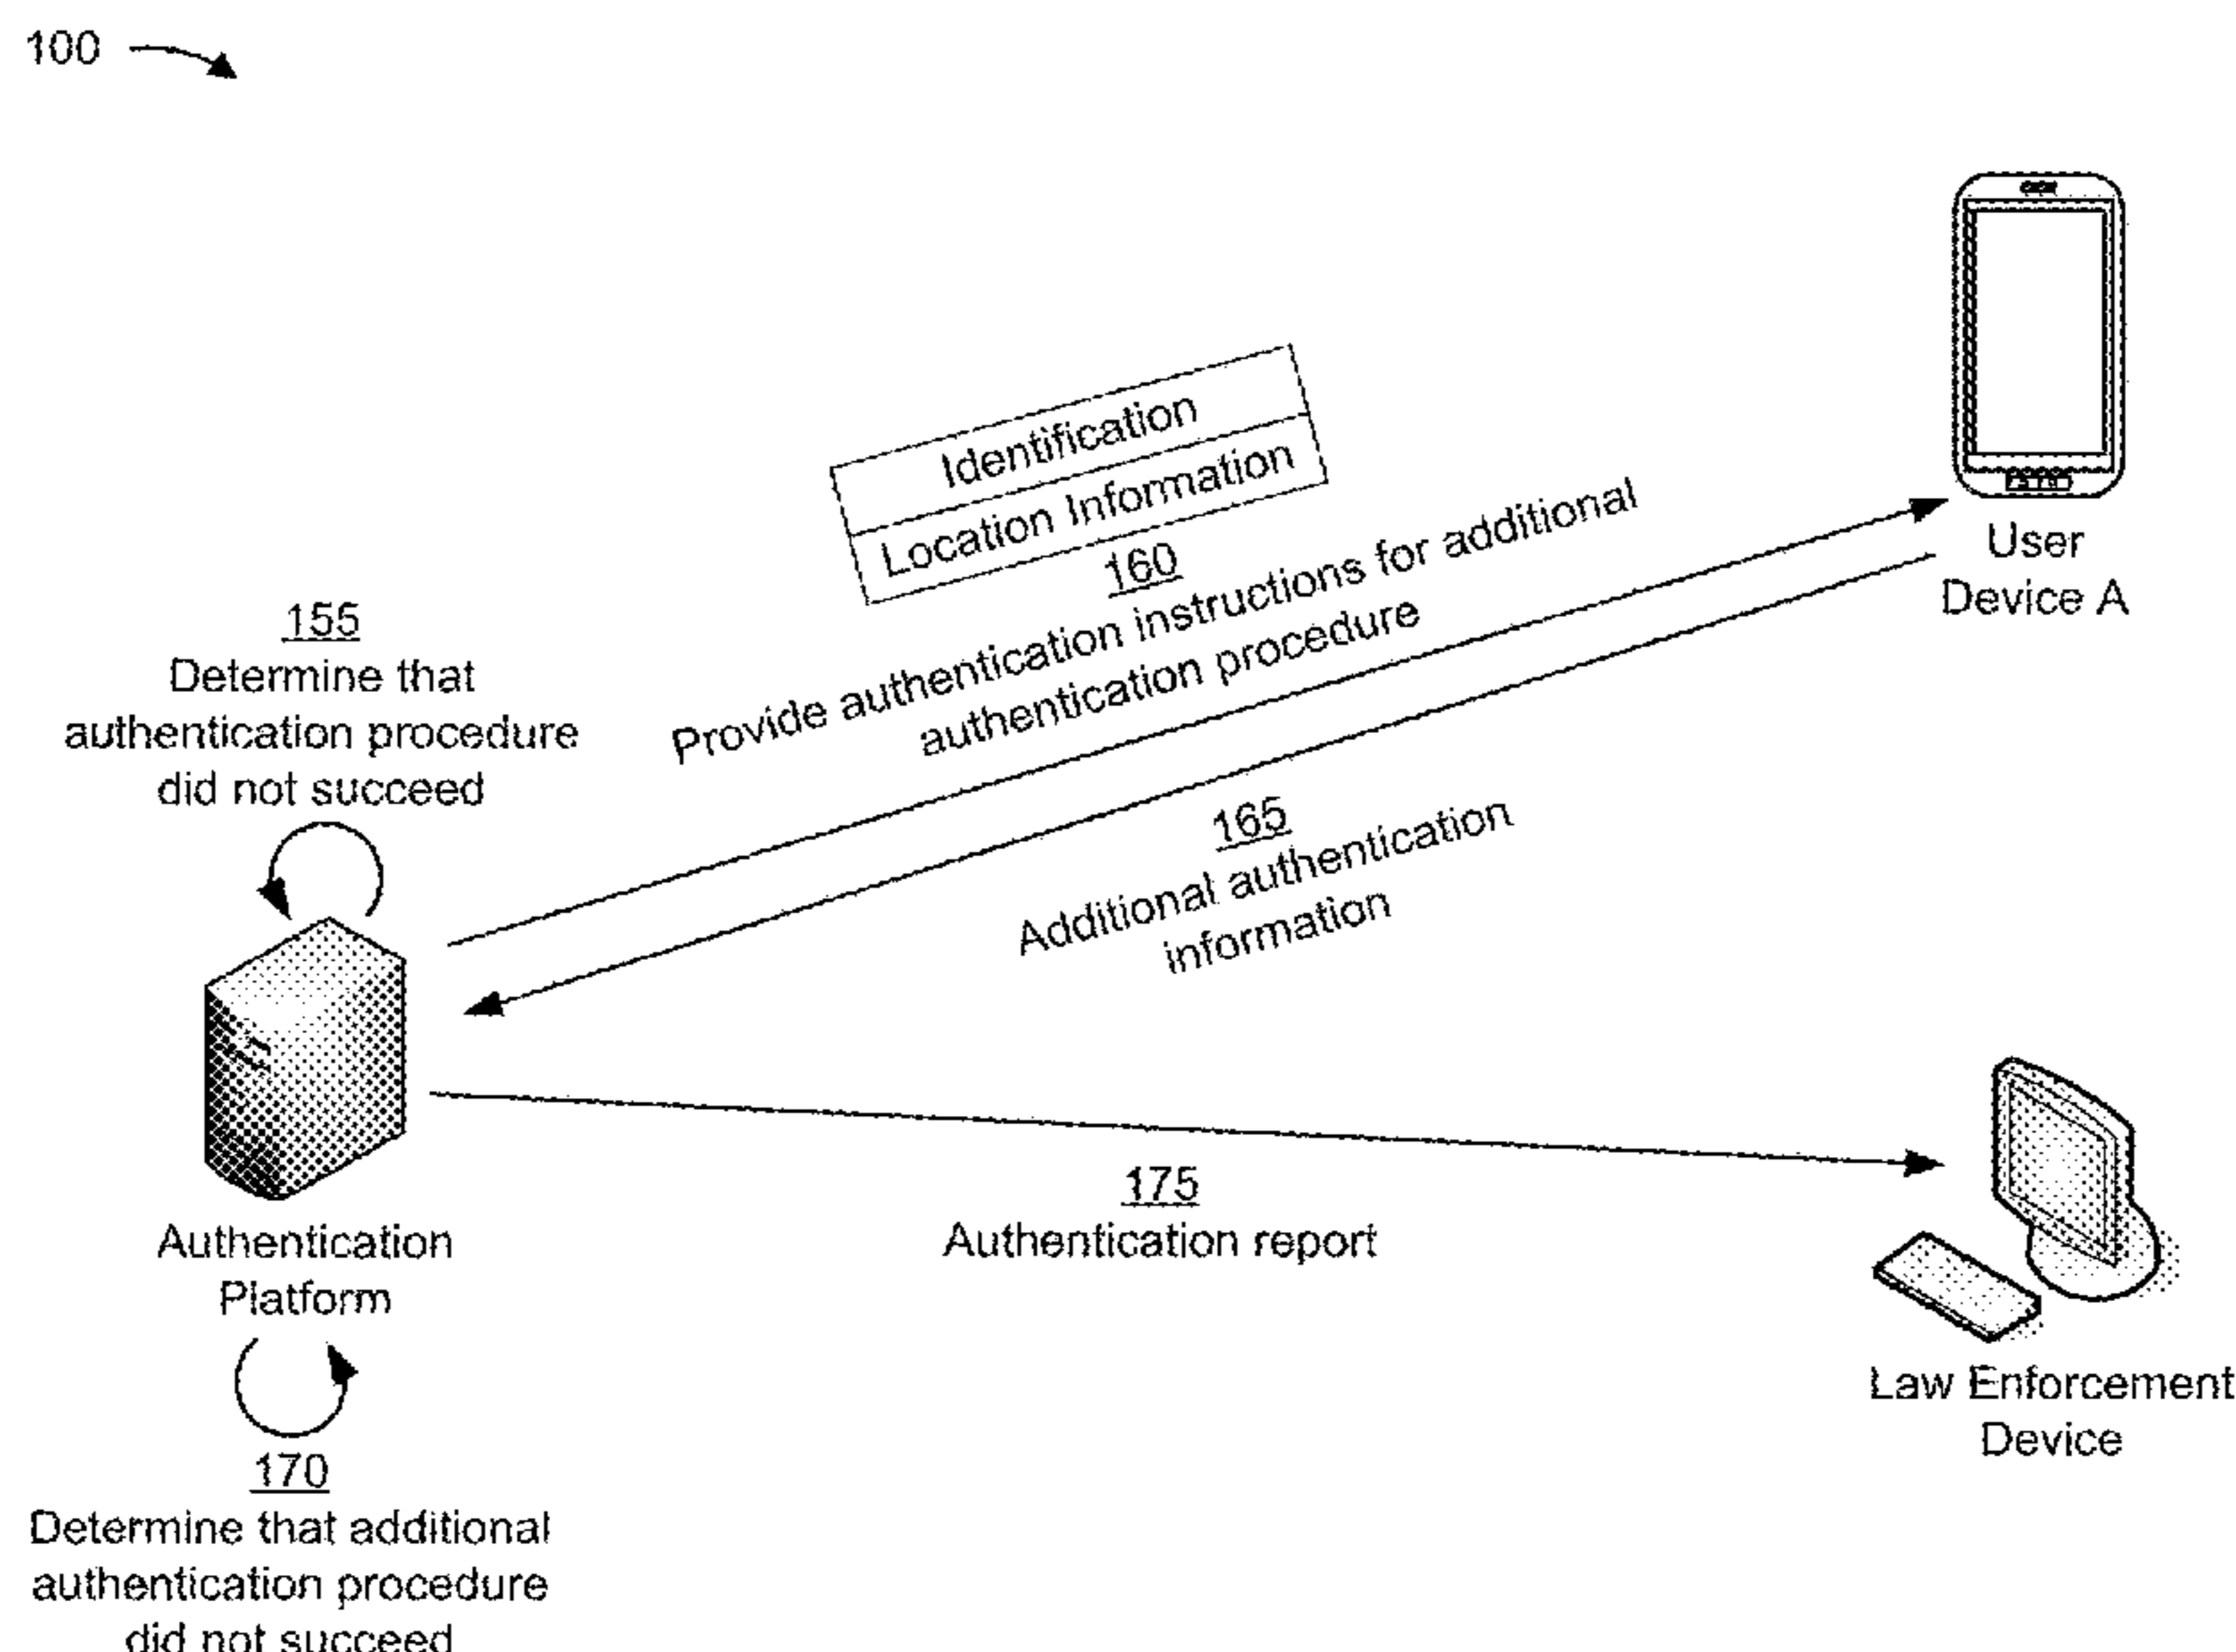 100
Identification
Location Information
160
Provide authentication instructions for additional
authentication procedure
User
Device A
155
Determine that
authentication procedure
did not succeed
165
Additional authentication
information
Authentication
Platform
175
Authentication report
Law Enforcement
Device
170
Determine that additional
authentication procedure
did not succeed